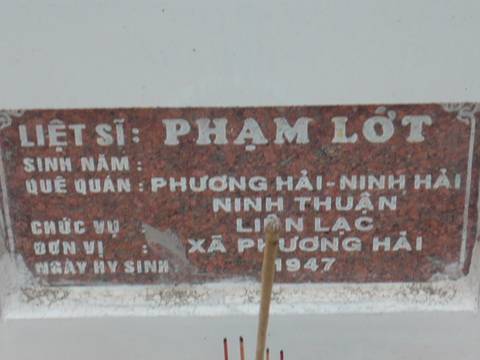 LIỆT SĨ: PHẠM LỚT
SINH NĂM :
QUÊ QUÁN : PHƯƠNG HẢI-NINH HẢI
NINH THUẬN
CHỨC VỤ : LIÊN LẠC
ĐƠN VỊ : XÃ PHƯƠNG HẢI
NGÀY HY SINH: 1947